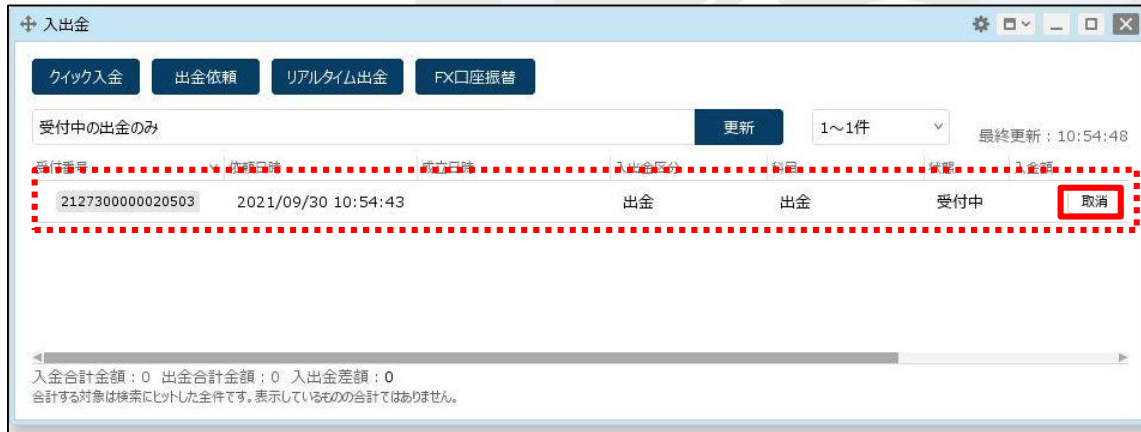 入出金
クイック入金 出金依頼 リアルタイム出金 FX口座振替
受付中の出金のみ 更新 1～1件 最終更新：10:54:48
受付番号 依頼日時 成立日時 入出金区分 科目 状態 入金額
2127300000020503 2021/09/30 10:54:43 出金 出金 受付中 取消
入金合計金額：0 出金合計金額：0 入出金差額：0
合計する対象は検索にヒットした全件です。表示しているものの合計ではありません。